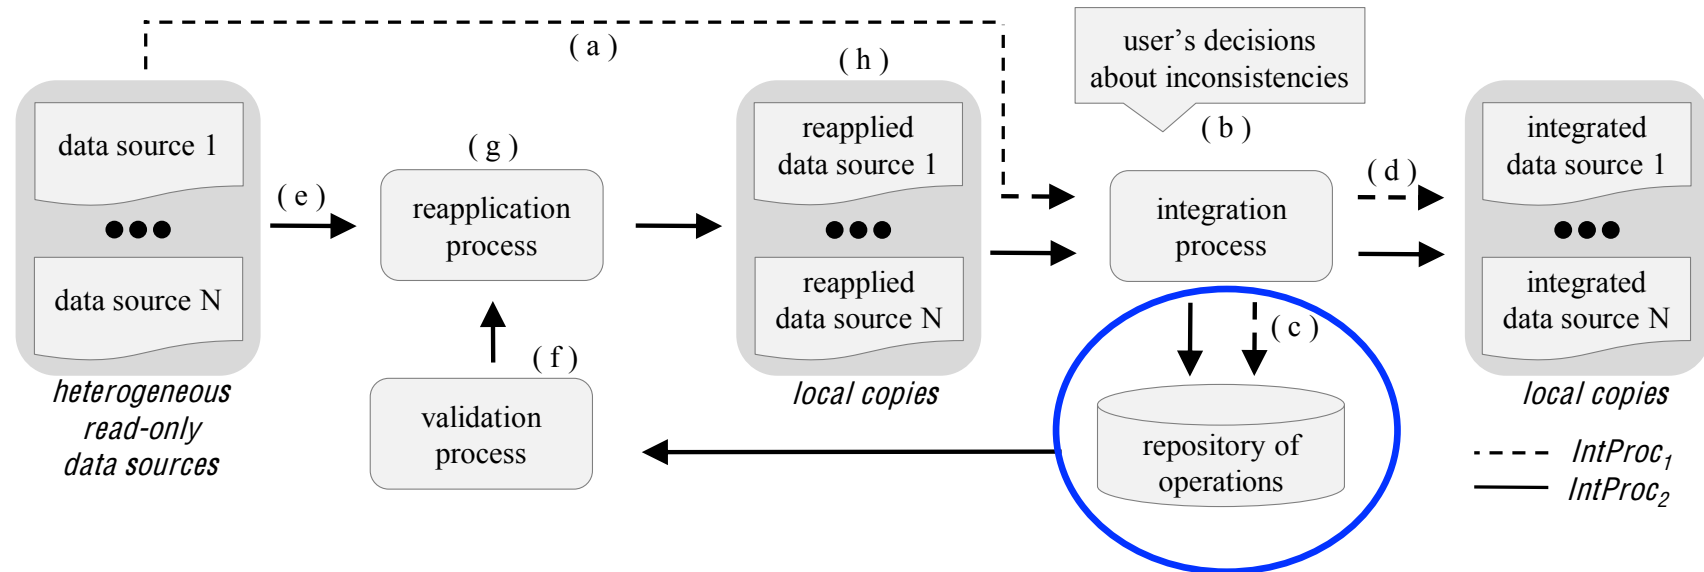 ( a )
user's decisions
about inconsistencies
( h )
data source 1
reapplied
data source 1
integrated
data source 1
( b )
( g )
( d )
( e )
reapplication
process
integration
process
data source N
reapplied
data source N
integrated
data source N
( c )
( f )
heterogeneous
read-only
data sources
local copies
local copies
validation
process
repository of
operations
IntProc1
IntProc2